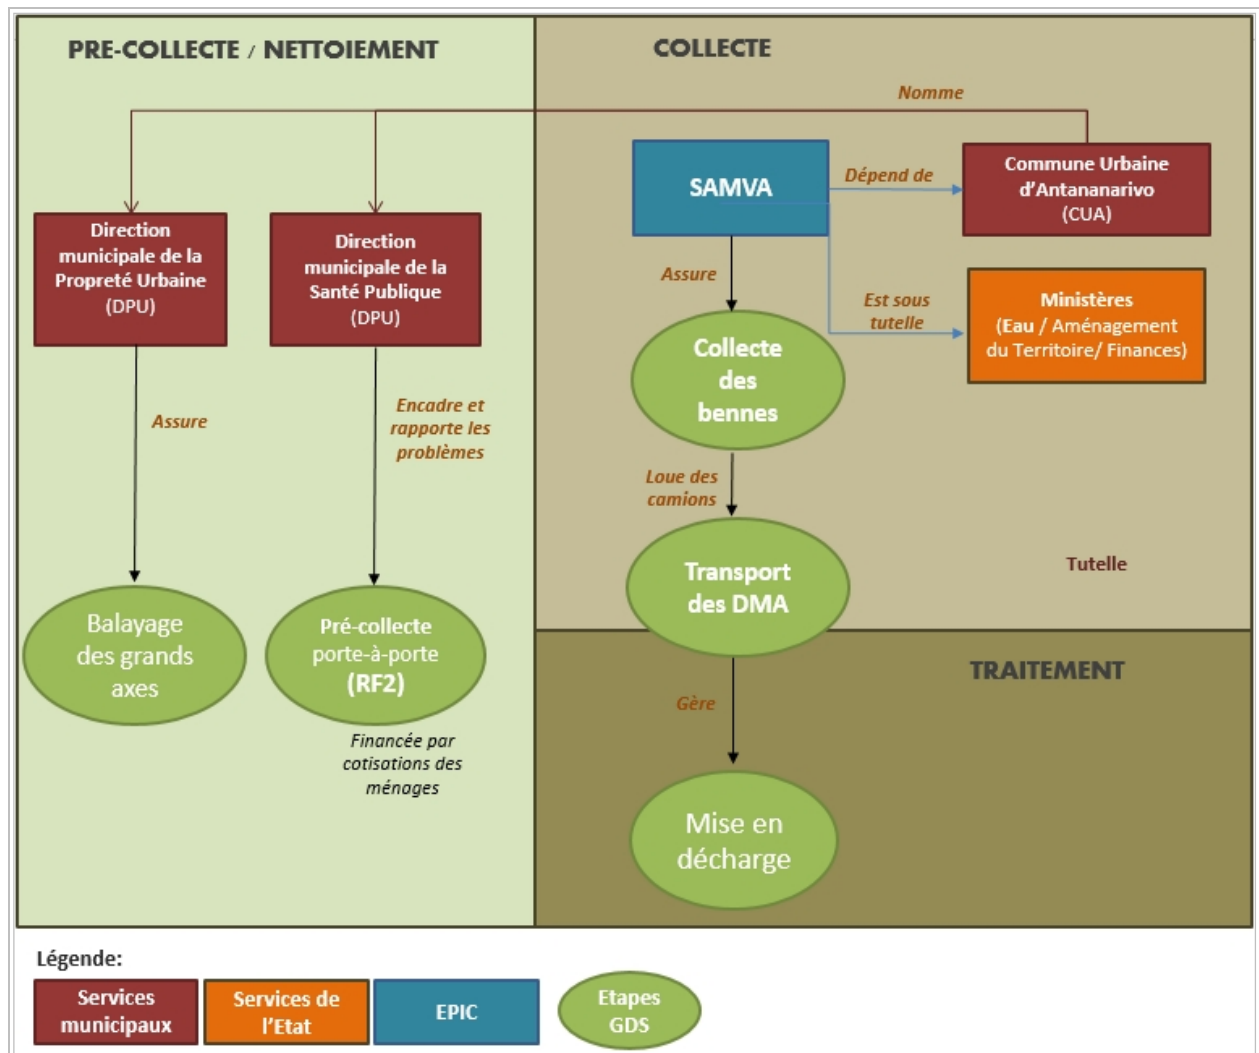 PRE-COLLECTE / NETTOIEMENT
COLLECTE
Nomme
SAMVA
Dépend de
Commune Urbaine
d'Antananarivo
(CUA)
Direction
municipale de la
Propreté Urbaine
(DPU)
Direction
municipale de la
Santé Publique
(DPU)
Assure
Est sous
tutelle
Ministères
(Eau / Aménagement
du Territoire/ Finances)
Collecte
des
bennes
Assure
Encadre et
rapporte les
problèmes
Loue des
camions
Transport
des DMA
Tutelle
Balayage
des grands
axes
Pré-collecte
porte-à-porte
(RF2)
Financée par
cotisations des
ménages
TRAITEMENT
Gère
Mise en
décharge
Légende:
Services
municipaux
Services de
l'Etat
EPIC
Etapes
GDS